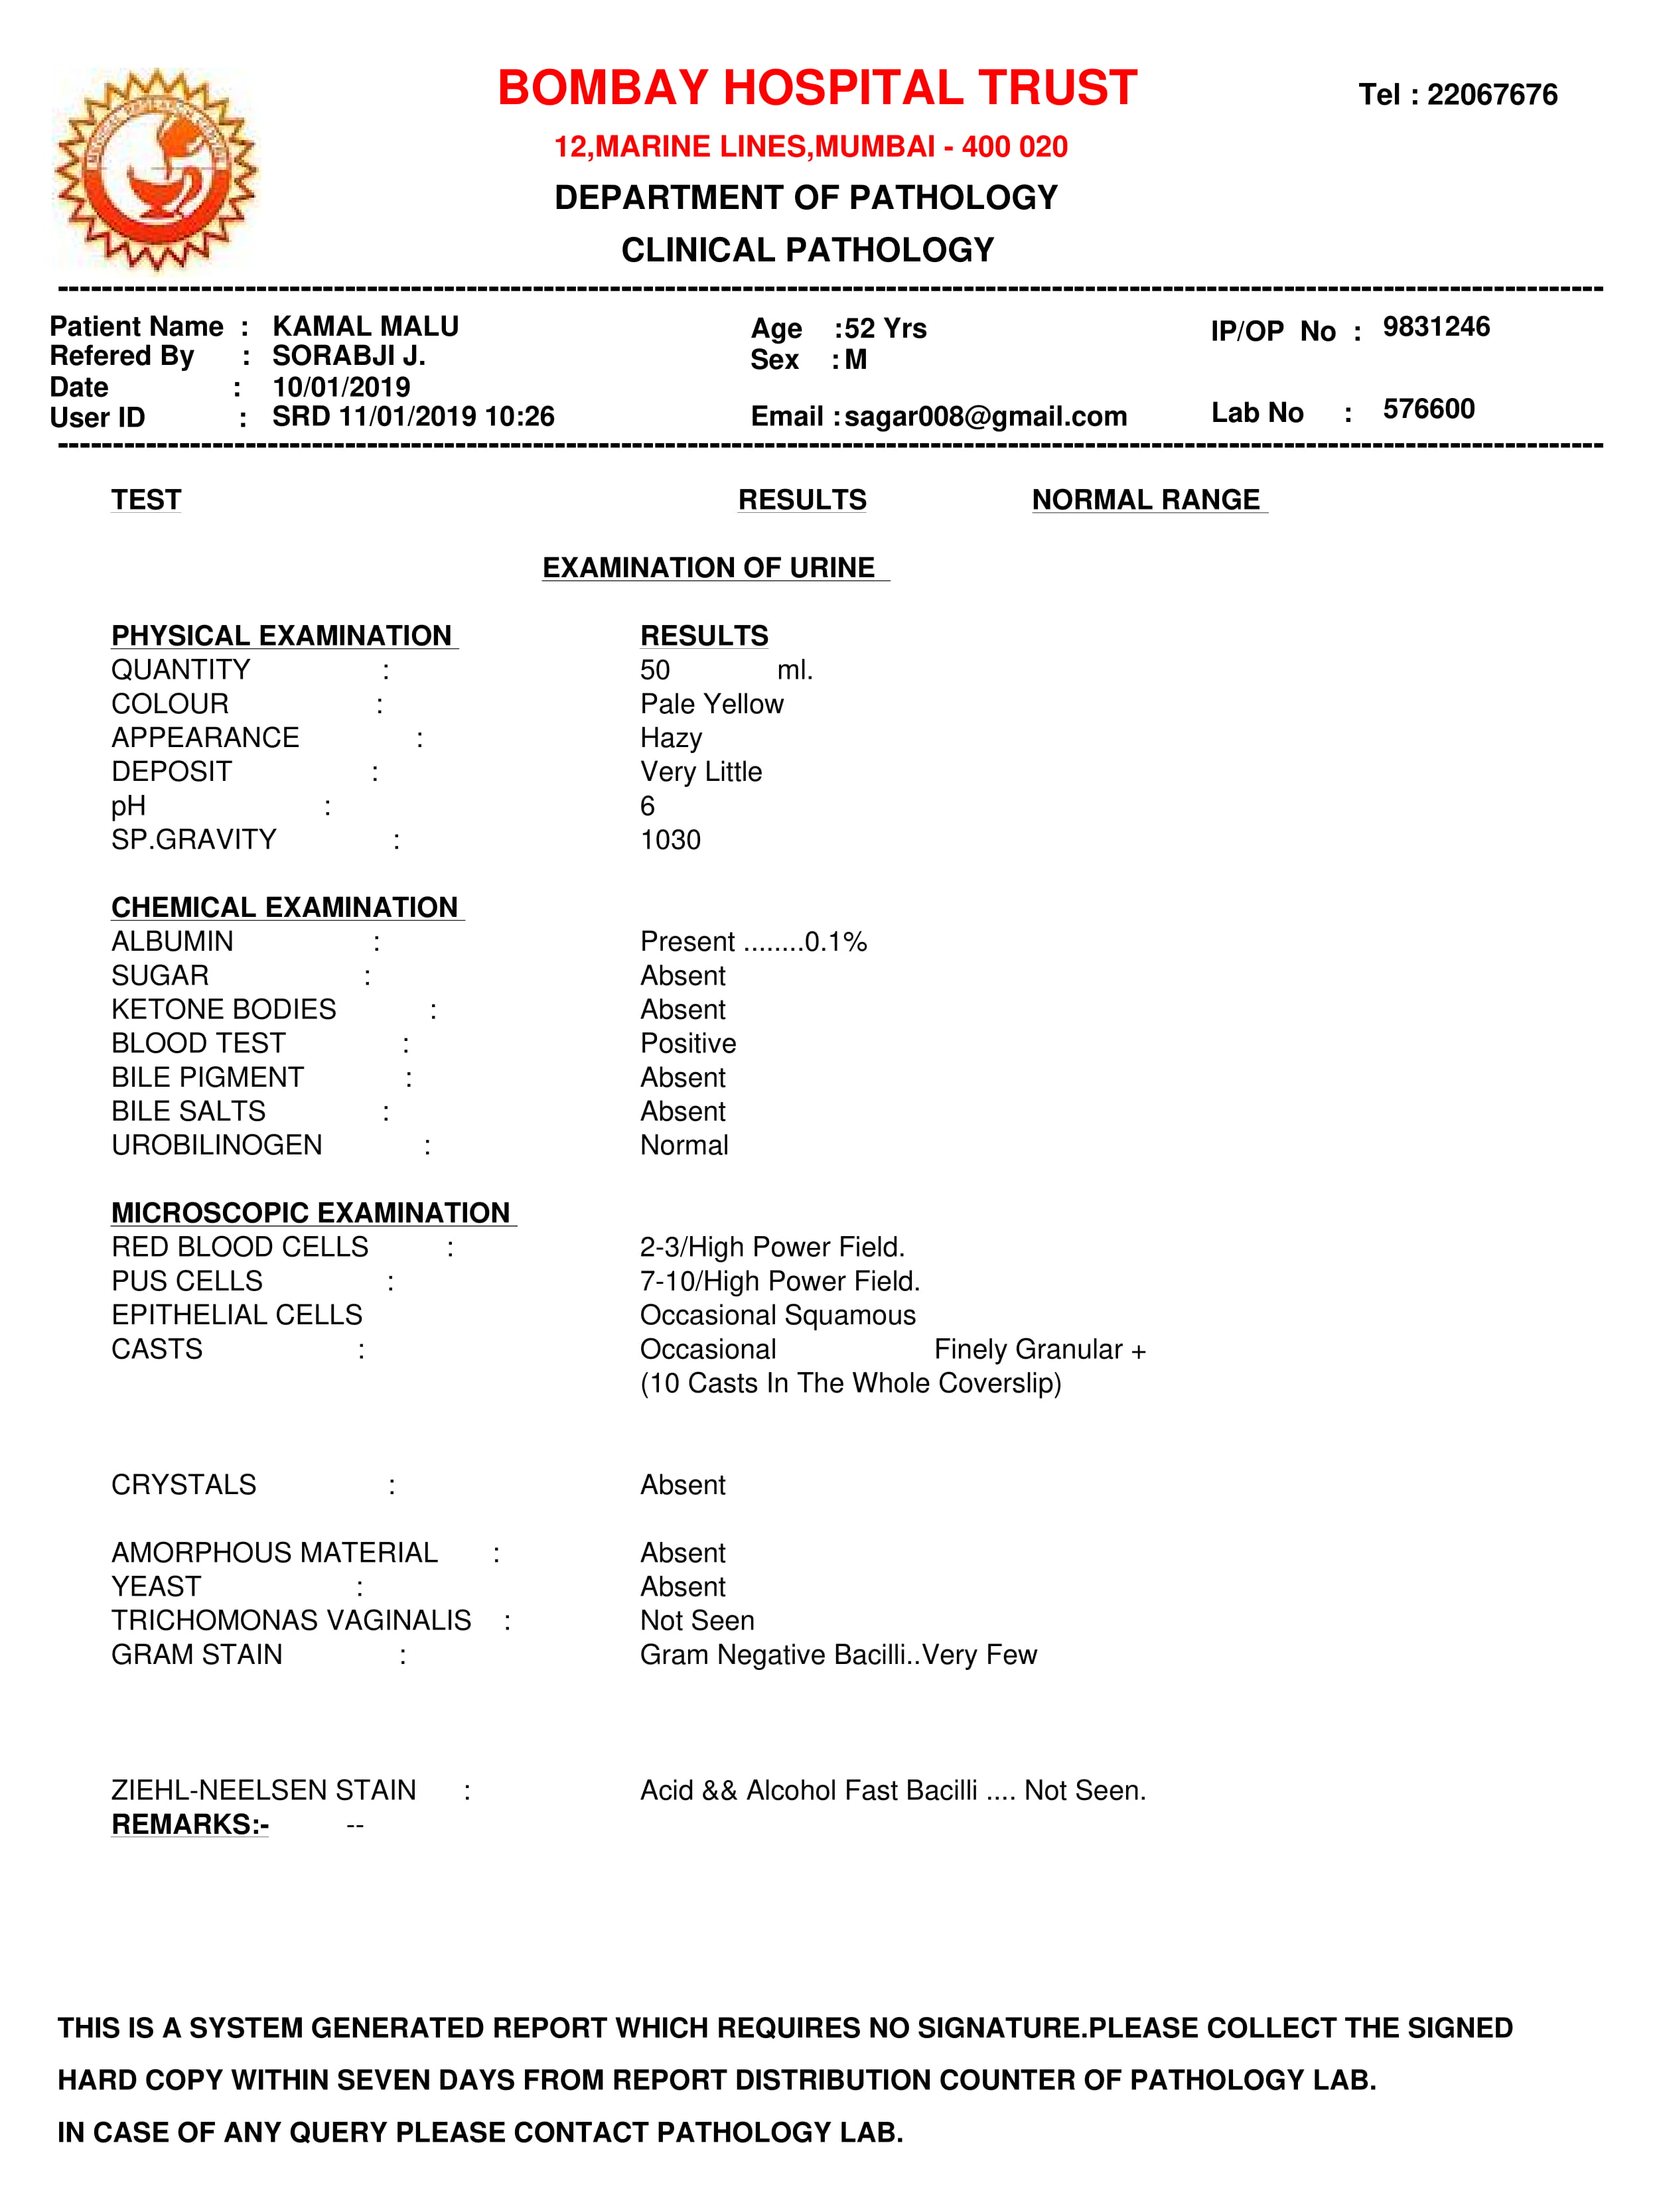 BOMBAY HOSPITAL TRUST Tel : 22067676
12,MARINE LINES,MUMBAI - 400 020
DEPARTMENT OF PATHOLOGY
CLINICAL PATHOLOGY
Patient Name : KAMAL MALU Age :52 Yrs IP/OP No : 9831246
Refered By : SORABJI J. Sex : M
Date : 10/01/2019
User ID : SRD 11/01/2019 10:26 Email : sagar008@gmail.com Lab No : 576600
TEST RESULTS NORMAL RANGE
EXAMINATION OF URINE
PHYSICAL EXAMINATION RESULTS
QUANTITY : 50 ml.
COLOUR : Pale Yellow
APPEARANCE : Hazy
DEPOSIT : Very Little
pH : 6
SP.GRAVITY : 1030
CHEMICAL EXAMINATION
ALBUMIN : Present ........0.1%
SUGAR : Absent
KETONE BODIES : Absent
BLOOD TEST : Positive
BILE PIGMENT : Absent
BILE SALTS : Absent
UROBILINOGEN : Normal
MICROSCOPIC EXAMINATION
RED BLOOD CELLS : 2-3/High Power Field.
PUS CELLS : 7-10/High Power Field.
EPITHELIAL CELLS Occasional Squamous
CASTS : Occasional Finely Granular +
(10 Casts In The Whole Coverslip)
CRYSTALS : Absent
AMORPHOUS MATERIAL : Absent
YEAST : Absent
TRICHOMONAS VAGINALIS : Not Seen
GRAM STAIN : Gram Negative Bacilli..Very Few
ZIEHL-NEELSEN STAIN : Acid && Alcohol Fast Bacilli .... Not Seen.
REMARKS:- --
THIS IS A SYSTEM GENERATED REPORT WHICH REQUIRES NO SIGNATURE.PLEASE COLLECT THE SIGNED
HARD COPY WITHIN SEVEN DAYS FROM REPORT DISTRIBUTION COUNTER OF PATHOLOGY LAB.
IN CASE OF ANY QUERY PLEASE CONTACT PATHOLOGY LAB.